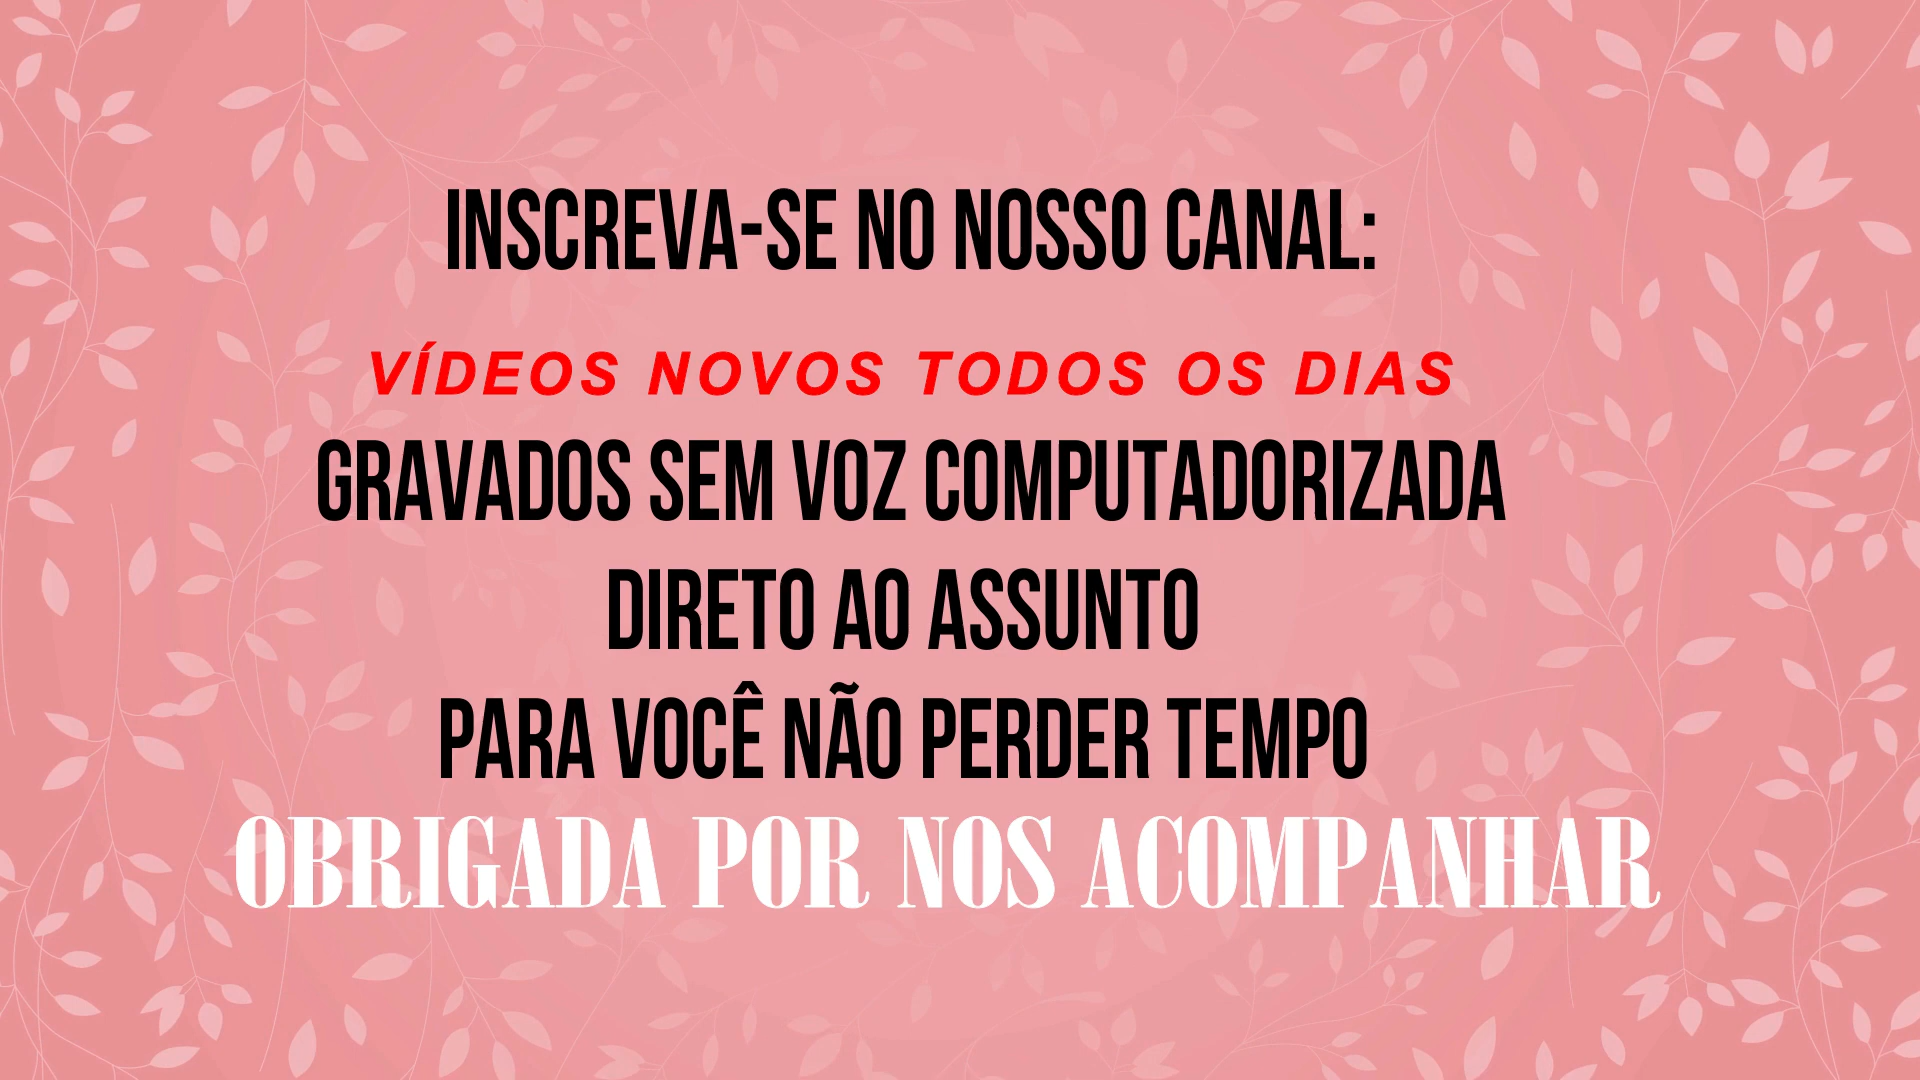 INSCREVA-SE NO NOSSO CANAL:
VÍDEOS NOVOS TODOS OS DIAS
GRAVADOS SEM VOZ COMPUTADORIZADA
DIRETO AO ASSUNTO
PARA VOCÊ NÃO PERDER TEMPO
OBRIGADA POR NOS ACOMPANHAR